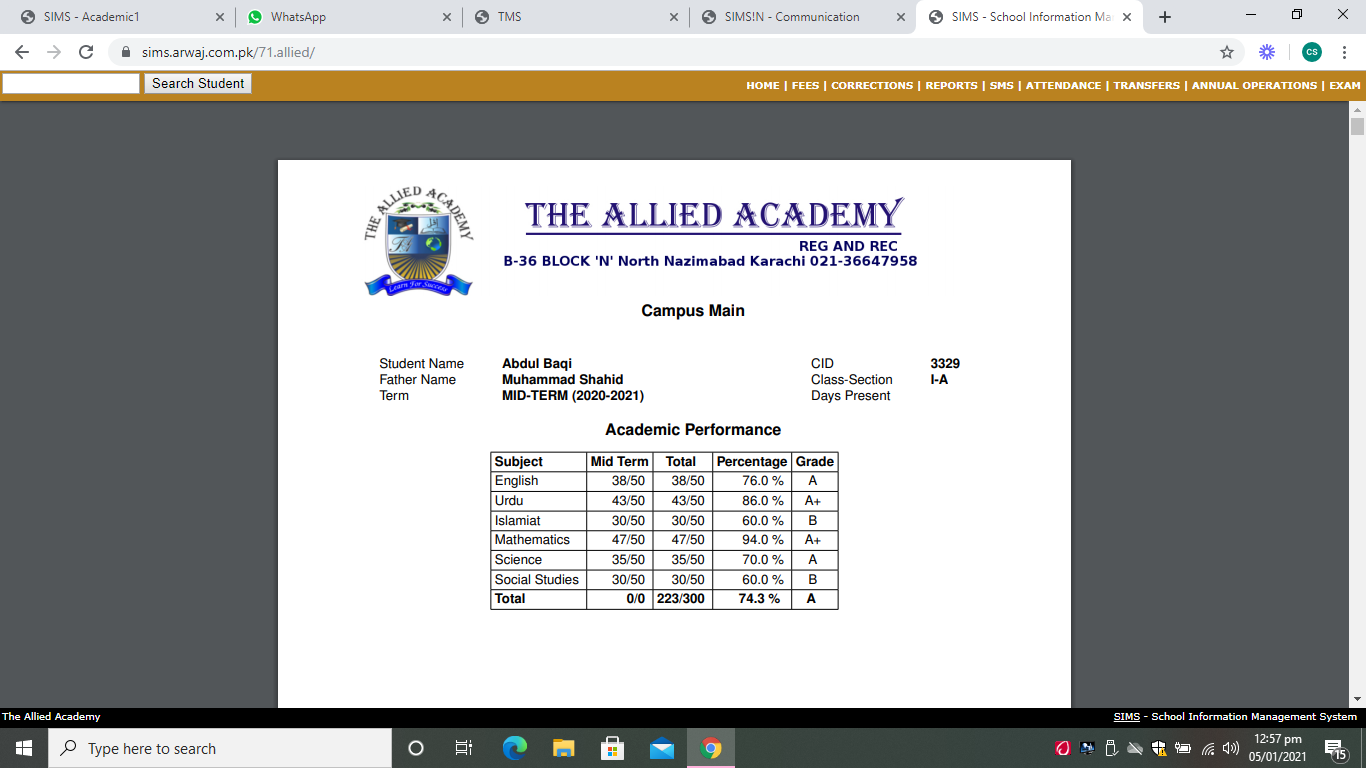 SIMS - Academic1 WhatsApp TMS SIMS!N - Communication SIMS - School Information Ma
sims.arwaj.com.pk/71.allied/ CS
Search Student HOME | FEES | CORRECTIONS | REPORTS | SMS | ATTENDANCE | TRANSFERS | ANNUAL OPERATIONS | EXAM
THE ALLIED ACADEMY
Learn For Success
THE ALLIED ACADEMY
REG AND REC
B-36 BLOCK 'N' North Nazimabad Karachi 021-36647958
Campus Main
Student Name Abdul Baqi CID 3329
Father Name Muhammad Shahid Class-Section I-A
Term MID-TERM (2020-2021) Days Present
Academic Performance
Subject Mid Term Total Percentage Grade
English 38/50 38/50 76.0 % A
Urdu 43/50 43/50 86.0 % A+
Islamiat 30/50 30/50 60.0 % B
Mathematics 47/50 47/50 94.0 % A+
Science 35/50 35/50 70.0 % A
Social Studies 30/50 30/50 60.0 % B
Total 0/0 223/300 74.3 % A
The Allied Academy SIMS - School Information Management System
Type here to search 12:57 pm
05/01/2021 15